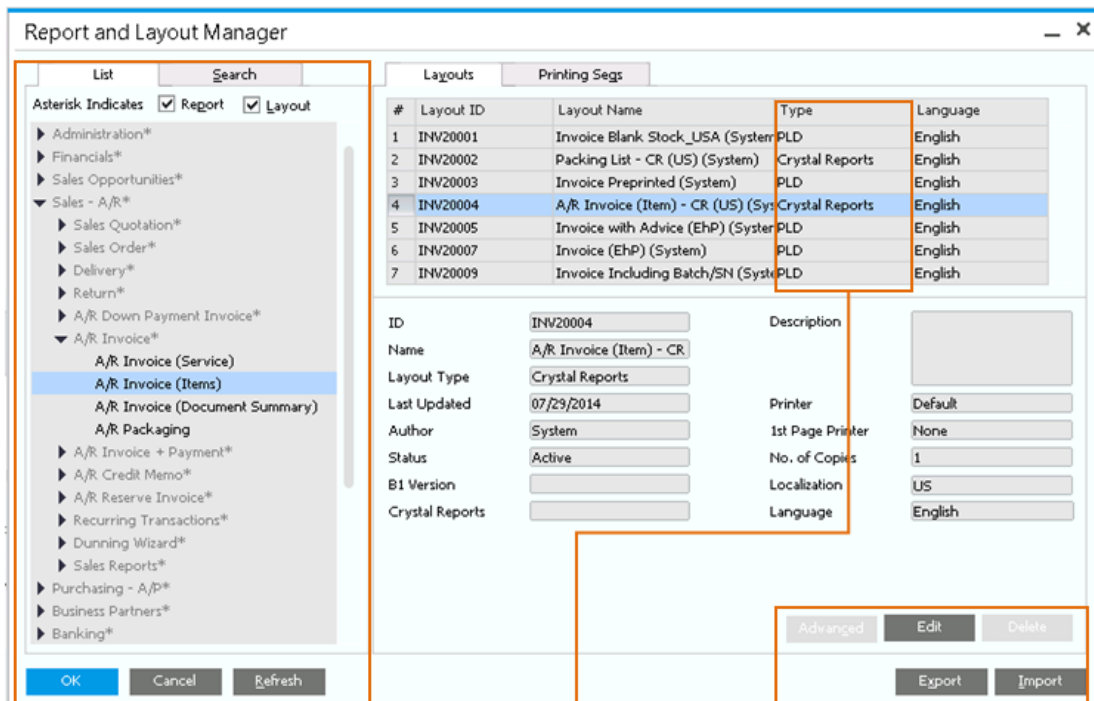 Report and Layout Manager
List Search
Asterisk Indicates Report Layout
Administration*
Financials*
Sales Opportunities*
Sales - A/R*
Sales Quotation*
Sales Order*
Delivery*
Return*
A/R Down Payment Invoice*
A/R Invoice*
A/R Invoice (Service)
A/R Invoice (Items)
A/R Invoice (Document Summary)
A/R Packaging
A/R Invoice + Payment*
A/R Credit Memo*
A/R Reserve Invoice*
Recurring Transactions*
Dunning Wizard*
Sales Reports*
Purchasing - A/P*
Business Partners*
Banking*
OK Cancel Refresh
Layouts Printing Seqs
# Layout ID Layout Name Type Language
1 INV20001 Invoice Blank Stock_USA (System PLD English
2 INV20002 Packing List - CR (US) (System) Crystal Reports English
3 INV20003 Invoice Preprinted (System) PLD English
4 INV20004 A/R Invoice (Item) - CR (US) (Sys Crystal Reports English
5 INV20005 Invoice with Advice (EhP) (System PLD English
6 INV20007 Invoice (EhP) (System) PLD English
7 INV20009 Invoice Including Batch/SN (Syste PLD English
ID INV20004 Description
Name A/R Invoice (Item) - CR
Layout Type Crystal Reports
Last Updated 07/29/2014 Printer Default
Author System 1st Page Printer None
Status Active No. of Copies 1
B1 Version Localization US
Crystal Reports Language English
Advanced Edit Delete
Export Import